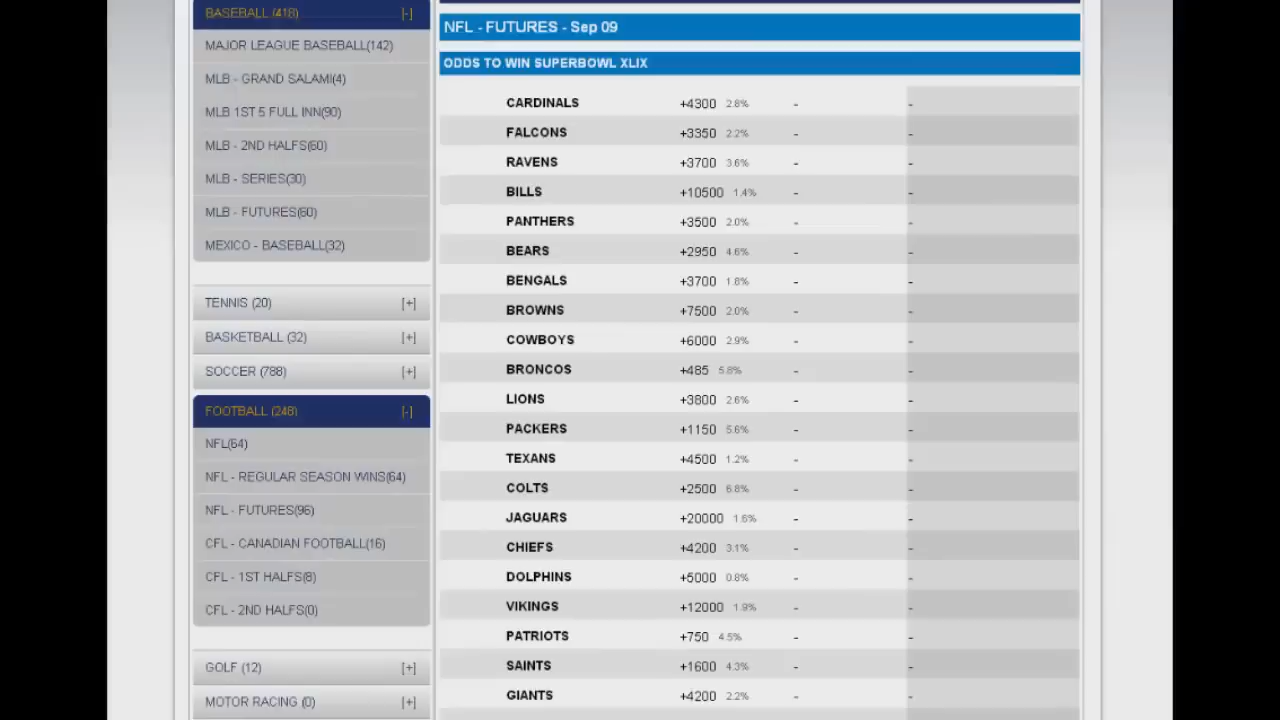 BASEBALL (418) [-]
MAJOR LEAGUE BASEBALL(142)
MLB - GRAND SALAMI(4)
MLB 1ST 5 FULL INN(90)
MLB - 2ND HALFS(60)
MLB - SERIES(30)
MLB - FUTURES(60)
MEXICO - BASEBALL(32)
TENNIS (20) [+]
BASKETBALL (32) [+]
SOCCER (788) [+]
FOOTBALL (248) [-]
NFL(64)
NFL - REGULAR SEASON WINS(64)
NFL - FUTURES(96)
CFL - CANADIAN FOOTBALL(16)
CFL - 1ST HALFS(8)
CFL - 2ND HALFS(0)
GOLF (12) [+]
MOTOR RACING (0) [+]
NFL - FUTURES - Sep 09
ODDS TO WIN SUPERBOWL XLIX
CARDINALS +4300 2.8% - -
FALCONS +3350 2.2% - -
RAVENS +3700 3.6% - -
BILLS +10500 1.4% - -
PANTHERS +3500 2.0% - -
BEARS +2950 4.6% - -
BENGALS +3700 1.8% - -
BROWNS +7500 2.0% - -
COWBOYS +6000 2.9% - -
BRONCOS +485 5.8% - -
LIONS +3800 2.6% - -
PACKERS +1150 5.6% - -
TEXANS +4500 1.2% - -
COLTS +2500 6.8% - -
JAGUARS +20000 1.6% - -
CHIEFS +4200 3.1% - -
DOLPHINS +5000 0.8% - -
VIKINGS +12000 1.9% - -
PATRIOTS +750 4.5% - -
SAINTS +1600 4.3% - -
GIANTS +4200 2.2% - -